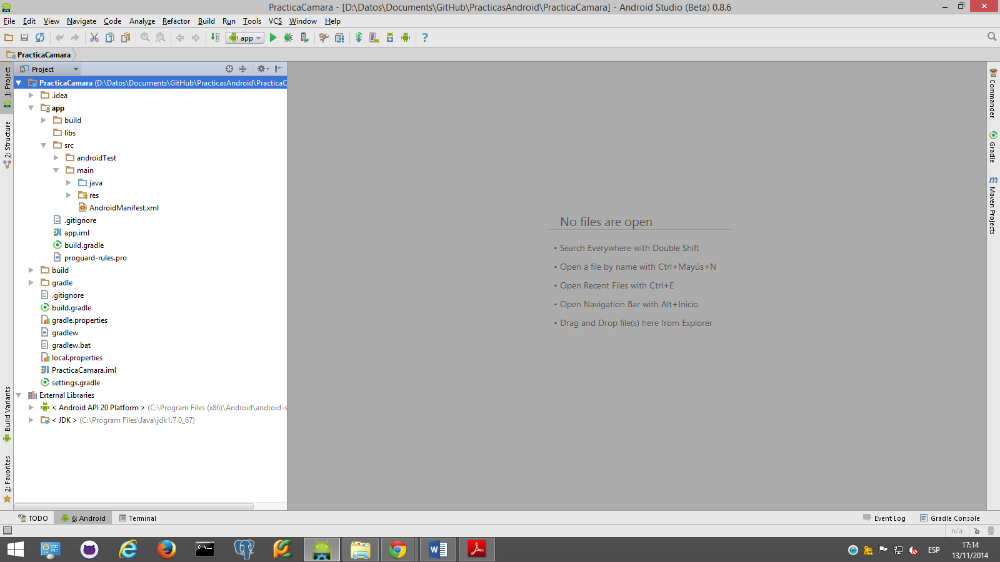 PracticaCamara - [D:\Datos\Documents\GitHub\PracticasAndroid\PracticaCamara] - Android Studio (Beta) 0.8.6
File Edit View Navigate Code Analyze Refactor Build Run Tools VCS Window Help
app
PracticaCamara
Project
PracticaCamara (D:\Datos\Documents\GitHub\PracticasAndroid\PracticaC
.idea
app
build
libs
src
androidTest
main
java
res
AndroidManifest.xml
.gitignore
app.iml
build.gradle
proguard-rules.pro
build
gradle
.gitignore
build.gradle
gradle.properties
gradlew
gradlew.bat
local.properties
PracticaCamara.iml
settings.gradle
External Libraries
< Android API 20 Platform > (C:\Program Files (x86)\Android\android-s
< JDK > (C:\Program Files\Java\jdk1.7.0_67)
1: Project
7: Structure
Build Variants
2: Favorites
No files are open
• Search Everywhere with Double Shift
• Open a file by name with Ctrl+Mayús+N
• Open Recent Files with Ctrl+E
• Open Navigation Bar with Alt+Inicio
• Drag and Drop file(s) here from Explorer
Commander
Gradle
m Maven Projects
TODO 6: Android Terminal Event Log Gradle Console
n/a
C:\_
ESP
17:14
13/11/2014